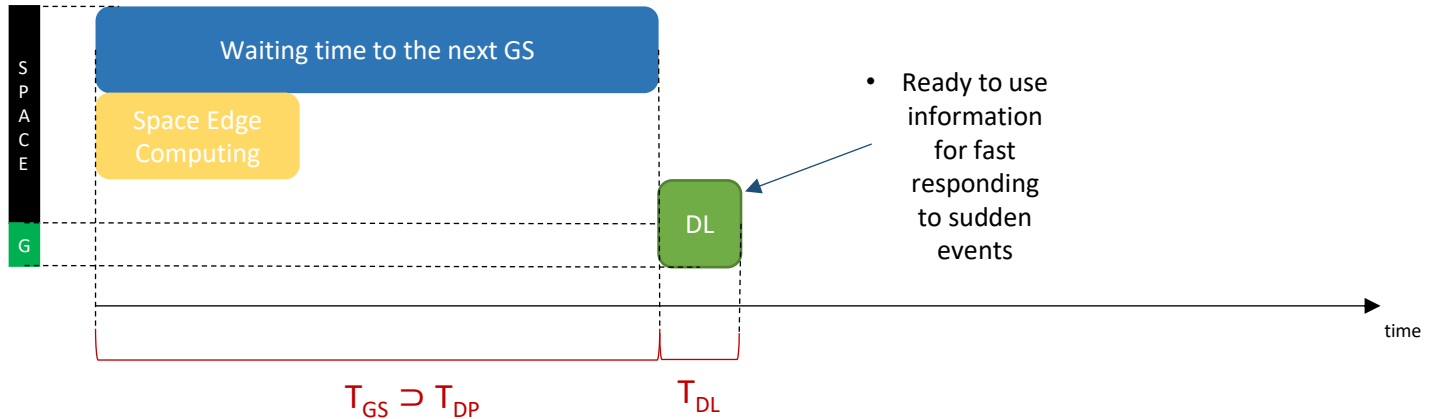 SPACE
G
Waiting time to the next GS
Space Edge
Computing
DL
• Ready to use
information
for fast
responding
to sudden
events
time
T_GS ⊃ T_DP
T_DL